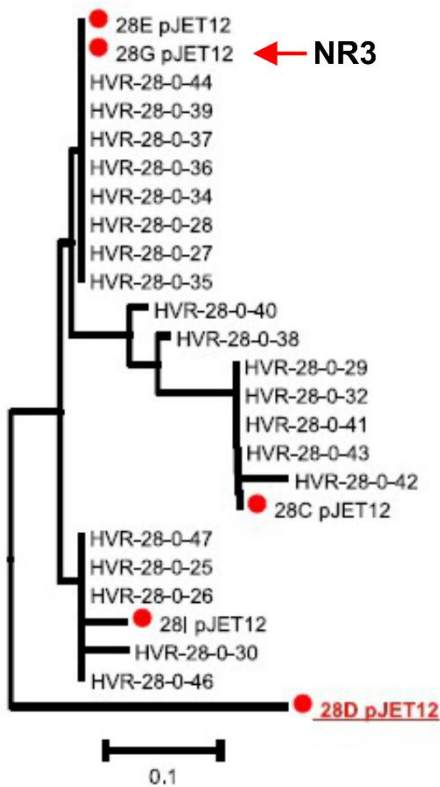 28E pJET12
28G pJET12 NR3
HVR-28-0-44
HVR-28-0-39
HVR-28-0-37
HVR-28-0-36
HVR-28-0-34
HVR-28-0-28
HVR-28-0-27
HVR-28-0-35
HVR-28-0-40
HVR-28-0-38
HVR-28-0-29
HVR-28-0-32
HVR-28-0-41
HVR-28-0-43
HVR-28-0-42
28C pJET12
HVR-28-0-47
HVR-28-0-25
HVR-28-0-26
28I pJET12
HVR-28-0-30
HVR-28-0-46
28D pJET12
0.1